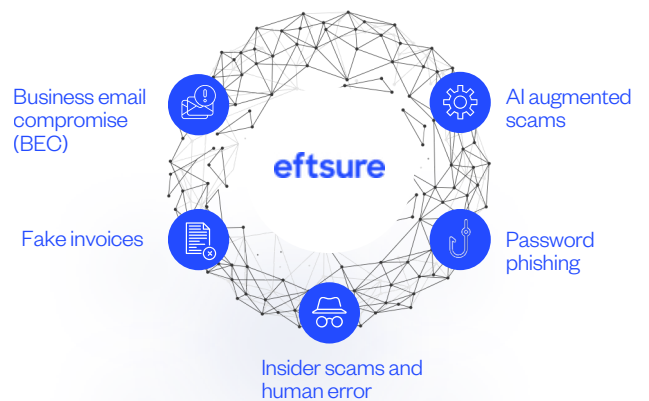 Business email
compromise
(BEC)
AI augmented
scams
eftsure
Fake invoices
Password
phishing
Insider scams and
human error